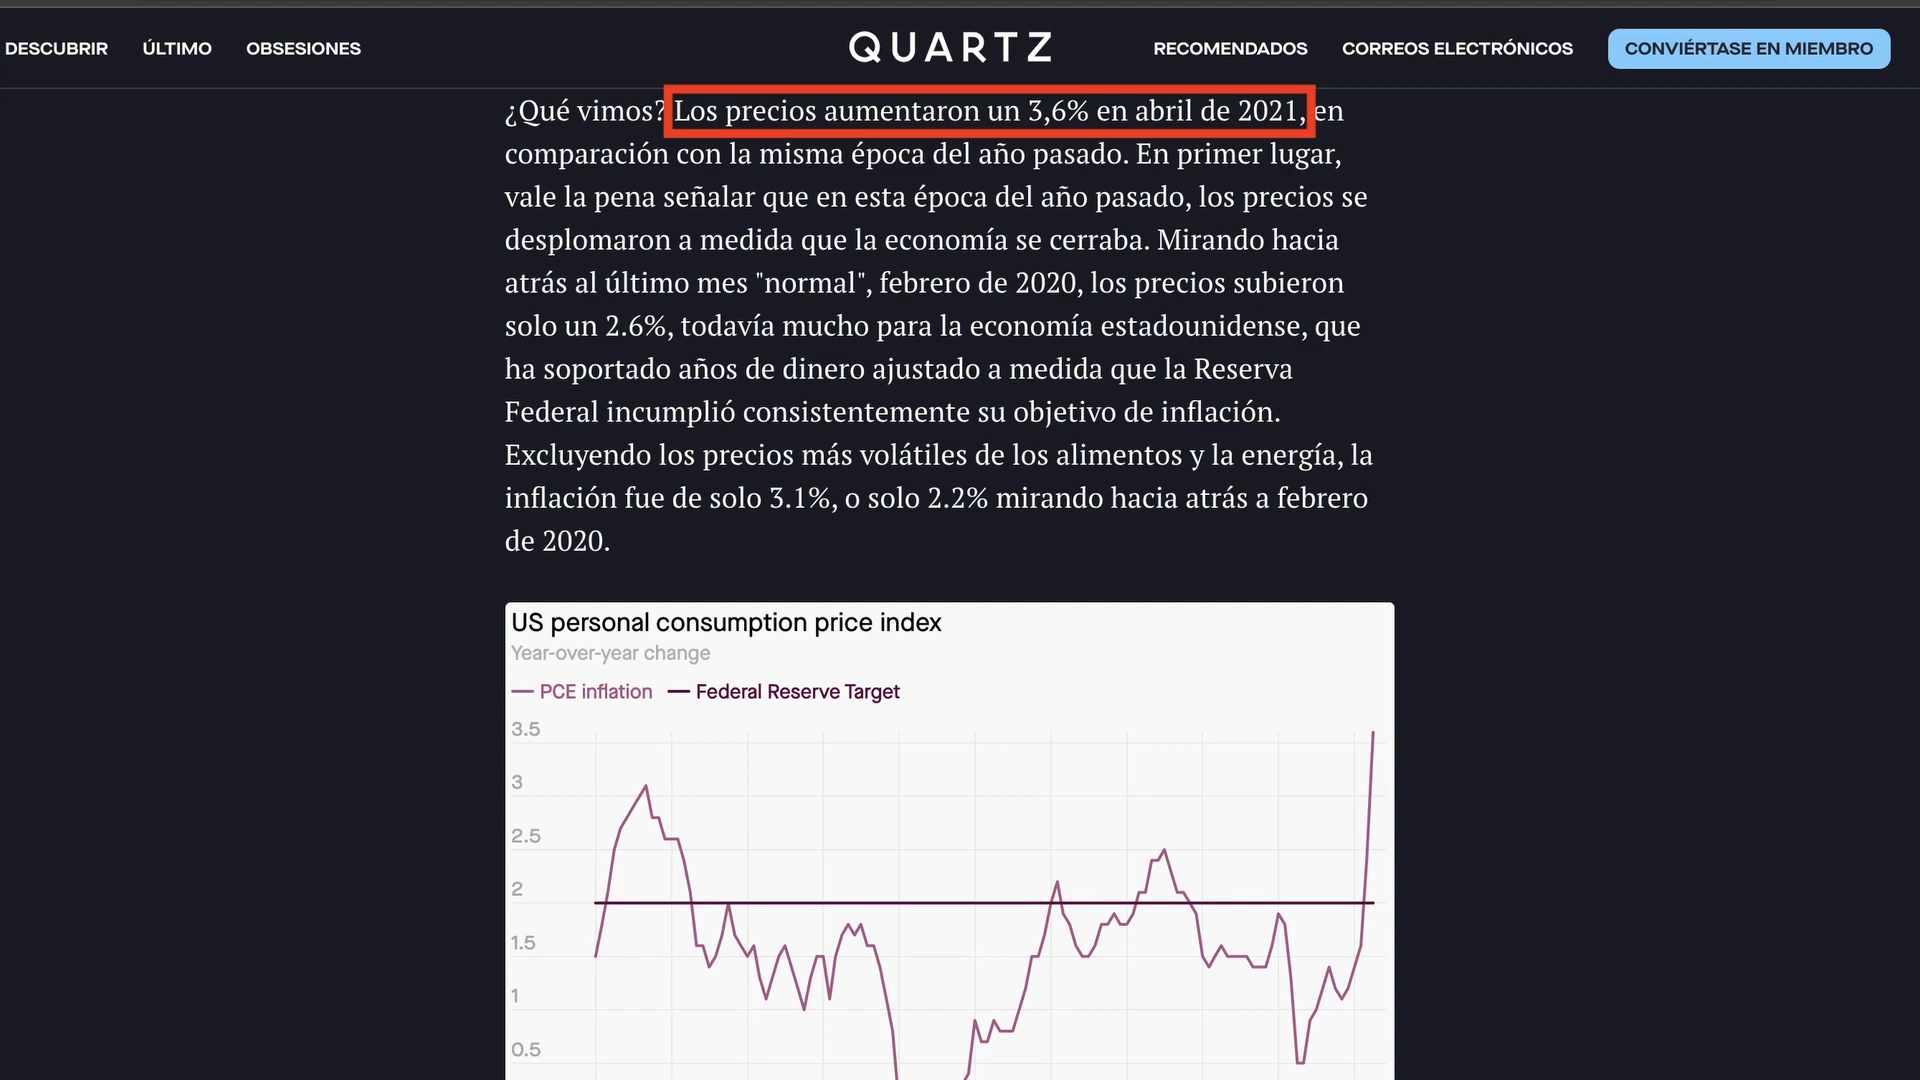 DESCUBRIR ÚLTIMO OBSESIONES QUARTZ RECOMENDADOS CORREOS ELECTRÓNICOS CONVIÉRTASE EN MIEMBRO
¿Qué vimos? Los precios aumentaron un 3,6% en abril de 2021, en
comparación con la misma época del año pasado. En primer lugar,
vale la pena señalar que en esta época del año pasado, los precios se
desplomaron a medida que la economía se cerraba. Mirando hacia
atrás al último mes "normal", febrero de 2020, los precios subieron
solo un 2.6%, todavía mucho para la economía estadounidense, que
ha soportado años de dinero ajustado a medida que la Reserva
Federal incumplió consistentemente su objetivo de inflación.
Excluyendo los precios más volátiles de los alimentos y la energía, la
inflación fue de solo 3.1%, o solo 2.2% mirando hacia atrás a febrero
de 2020.
US personal consumption price index
Year-over-year change
PCE inflation Federal Reserve Target
3.5
3
2.5
2
1.5
1
0.5